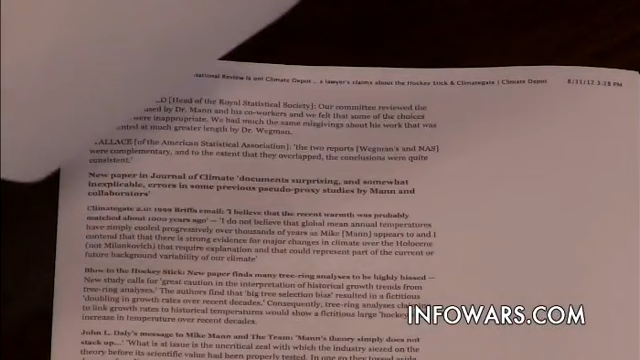 National Review is on! Climate Depot ... a lawyer's claims about the Hockey Stick & Climategate | Climate Depot 8/31/12 3:28 PM
[Head of the Royal Statistical Society]: Our committee reviewed the
used by Dr. Mann and his co-workers and we felt that some of the choices
were inappropriate. We had much the same misgivings about his work that was
at much greater length by Dr. Wegman.
ALLACE [of the American Statistical Association]: 'the two reports [Wegman's and NAS]
were complementary, and to the extent that they overlapped, the conclusions were quite
consistent.'
New paper in Journal of Climate 'documents surprising, and somewhat
inexplicable, errors in some previous pseudo-proxy studies by Mann and
collaborators'
Climategate 2.0: 1999 Briffa email: 'I believe that the recent warmth was probably
matched about 1000 years ago' — 'I do not believe that global mean annual temperatures
have simply cooled progressively over thousands of years as Mike [Mann] appears to and I
contend that that there is strong evidence for major changes in climate over the Holocene
(not Milankovich) that require explanation and that could represent part of the current or
future background variability of our climate'
Blow to the Hockey Stick: New paper finds many tree-ring analyses to be highly biased —
New study calls for 'great caution in the interpretation of historical growth trends from
tree-ring analyses.' The authors find that 'big tree selection bias' resulted in a fictitious
'doubling in growth rates over recent decades.' Consequently, tree-ring analyses
to link growth rates to historical temperatures would show a fictitious large 'hockey
increase in temperature over recent decades.
John L. Daly's message to Mike Mann and The Team: 'Mann's theory simply does not
stack up...' 'What is at issue is the uncritical zeal with which the industry siezed on the
theory before its scientific value had been properly tested. In one go they tossed aside
INFOWARS.COM